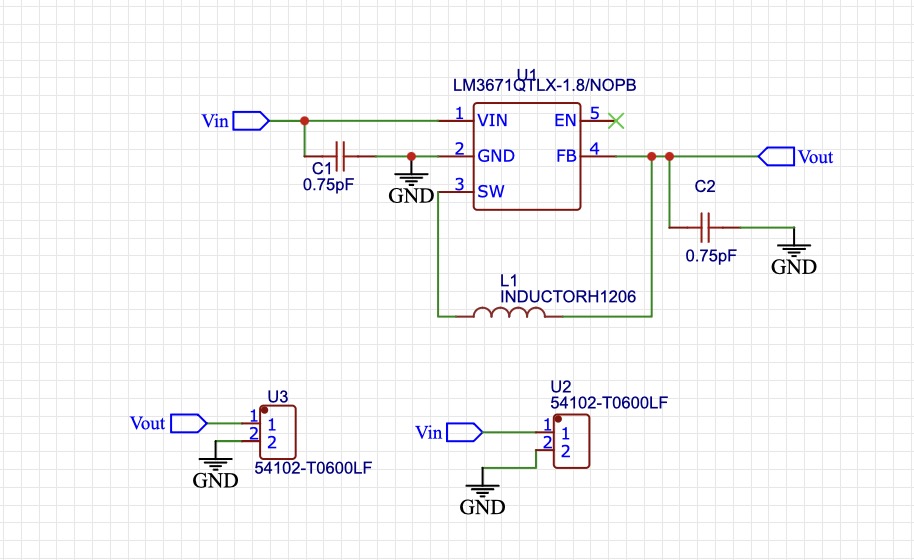 U1
LM3671QTLX-1.8/NOPB
Vin
1
VIN
EN
5
2
GND
FB
4
Vout
C1
0.75pF
GND
3
SW
C2
0.75pF
GND
L1
INDUCTORH1206
U3
Vout
1
1
2
2
54102-T0600LF
GND
U2
54102-T0600LF
Vin
1
1
2
2
GND